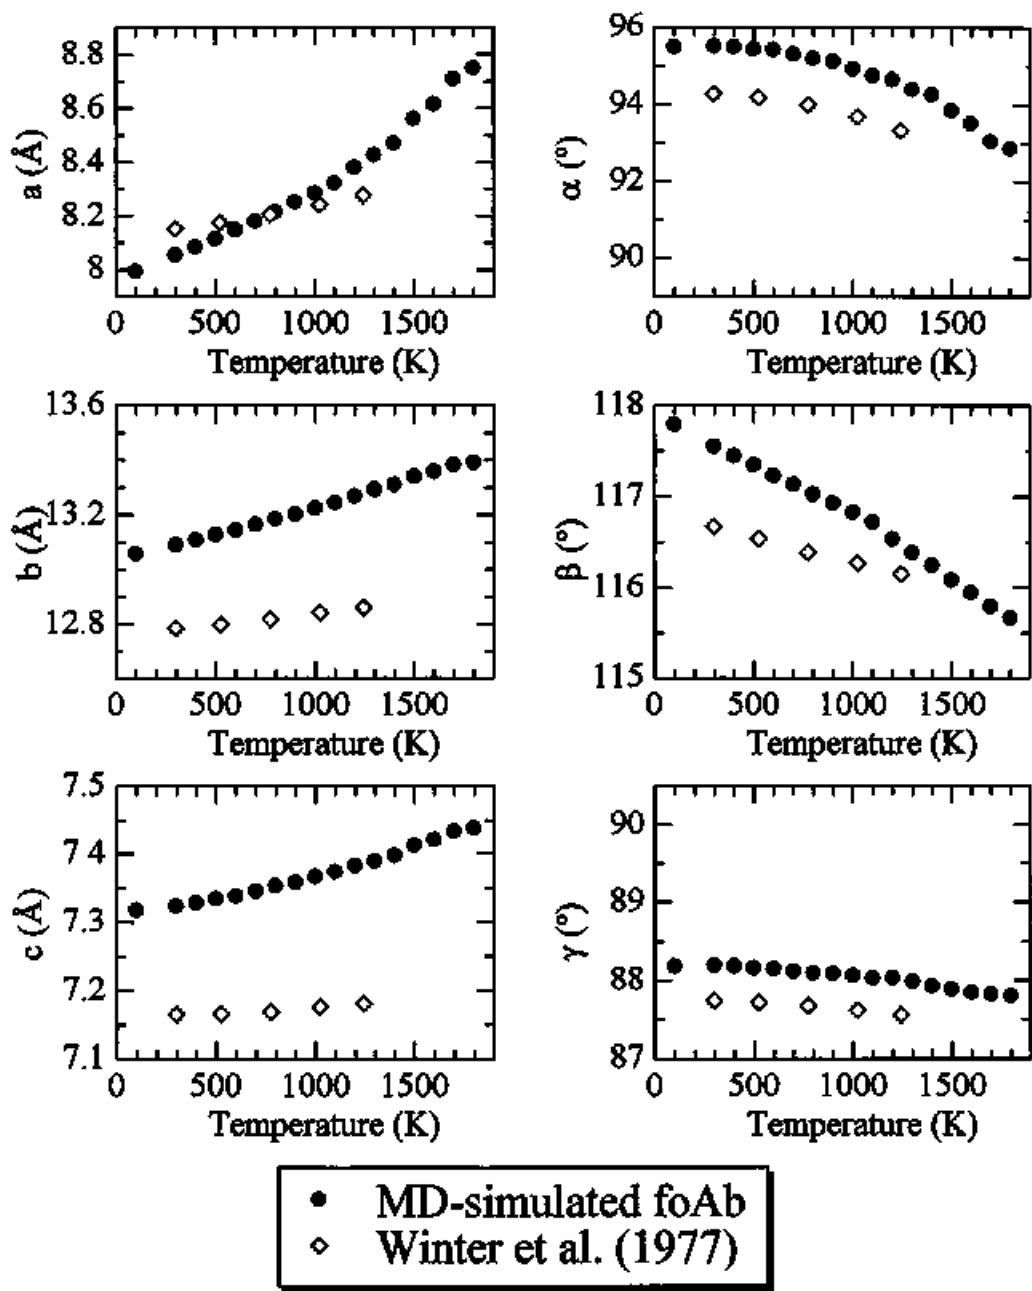 8.8
8.6
8.4
8.2
8
a (Å)
0 500 1000 1500
Temperature (K)
96
94
92
90
α (°)
0 500 1000 1500
Temperature (K)
13.6
13.2
12.8
b (Å)
0 500 1000 1500
Temperature (K)
118
117
116
115
β (°)
0 500 1000 1500
Temperature (K)
7.5
7.4
7.3
7.2
7.1
c (Å)
0 500 1000 1500
Temperature (K)
90
89
88
87
γ (°)
0 500 1000 1500
Temperature (K)
MD-simulated foAb
Winter et al. (1977)